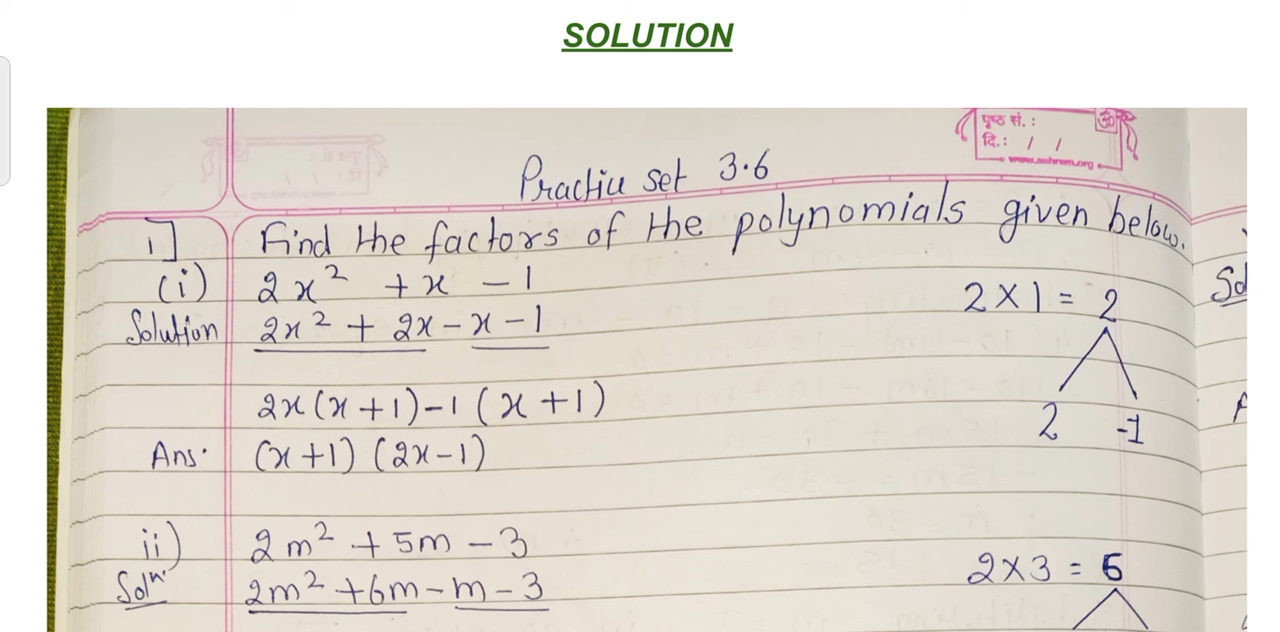 SOLUTION
पृष्ठ सं. :
दि.: / /
Practice set 3.6
1] Find the factors of the polynomials given below.
(i) 2x² + x - 1
2 × 1 = 2
Sol
Solution 2x² + 2x - x - 1
2x(x + 1) - 1 (x + 1)
2 -1
Ans. (x + 1) (2x - 1)
ii) 2m² + 5m - 3
2 × 3 = 6
Solⁿ. 2m² + 6m - m - 3